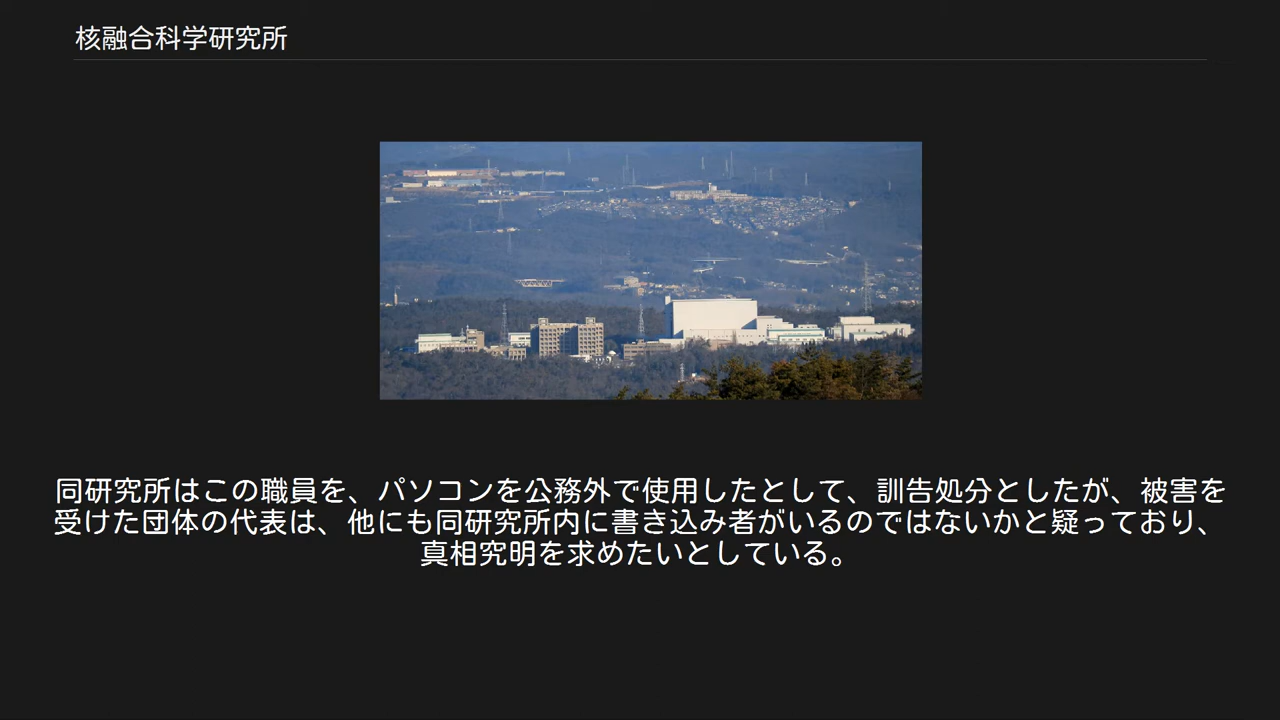 核融合科学研究所
同研究所はこの職員を、パソコンを公務外で使用したとして、訓告処分としたが、被害を
受けた団体の代表は、他にも同研究所内に書き込み者がいるのではないかと疑っており、
真相究明を求めたいとしている。